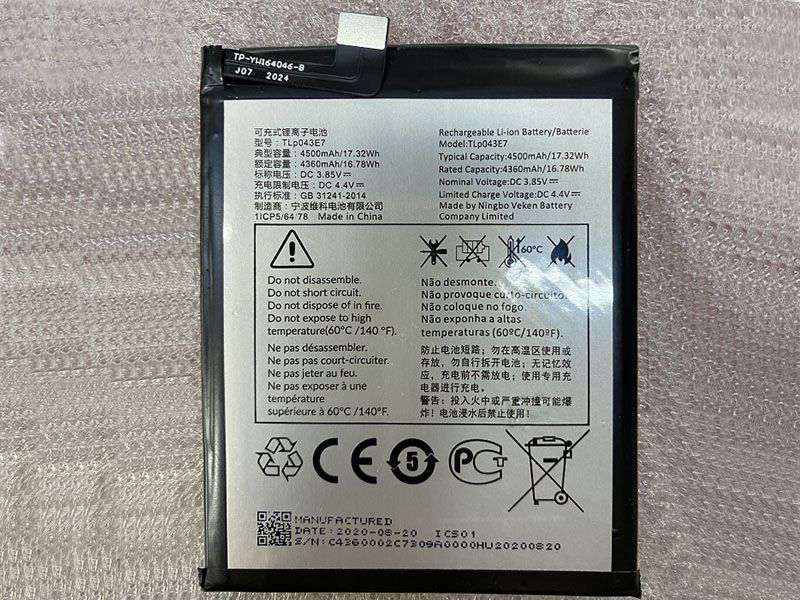 TP-YW164046-B
J07 2024
可充式锂离子电池
型号: TLp043E7
典型容量: 4500mAh/17.32Wh
额定容量: 4360mAh/16.78Wh
标称电压: DC 3.85V
充电限制电压: DC 4.4V
执行标准: GB 31241-2014
制造商: 宁波维科电池有限公司
1ICP5/64 78 Made in China
Rechargeable Li-ion Battery/Batterie
Model:TLp043E7
Typical Capacity:4500mAh/17.32Wh
Rated Capacity:4360mAh/16.78Wh
Nominal Voltage:DC 3.85V
Limited Charge Voltage:DC 4.4V
Made by Ningbo Veken Battery
Company Limited
60°C
Do not disassemble.
Do not short circuit.
Do not dispose of in fire.
Do not expose to high
temperature(60°C /140 °F).
Ne pas désassembler.
Ne pas court-circuiter.
Ne pas jeter au feu.
Ne pas exposer à une
température
supérieure à 60°C /140°F.
Não desmonte.
Não provoque curto-circuito.
Não coloque no fogo.
Não exponha a altas
temperaturas (60ºC/140ºF).
防止电池短路; 勿在高温区使用或
存放, 勿自行拆开电池; 无记忆效
应, 充电前不需放电; 使用专用充
电器进行充电。
警告: 投入火中或严重冲撞可能爆
炸! 电池浸水后禁止使用!
CE 5 PCT
MANUFACTURED
DATE: 2020-08-20 ICS01
S/N: C4360002C7309A0000HU20200820